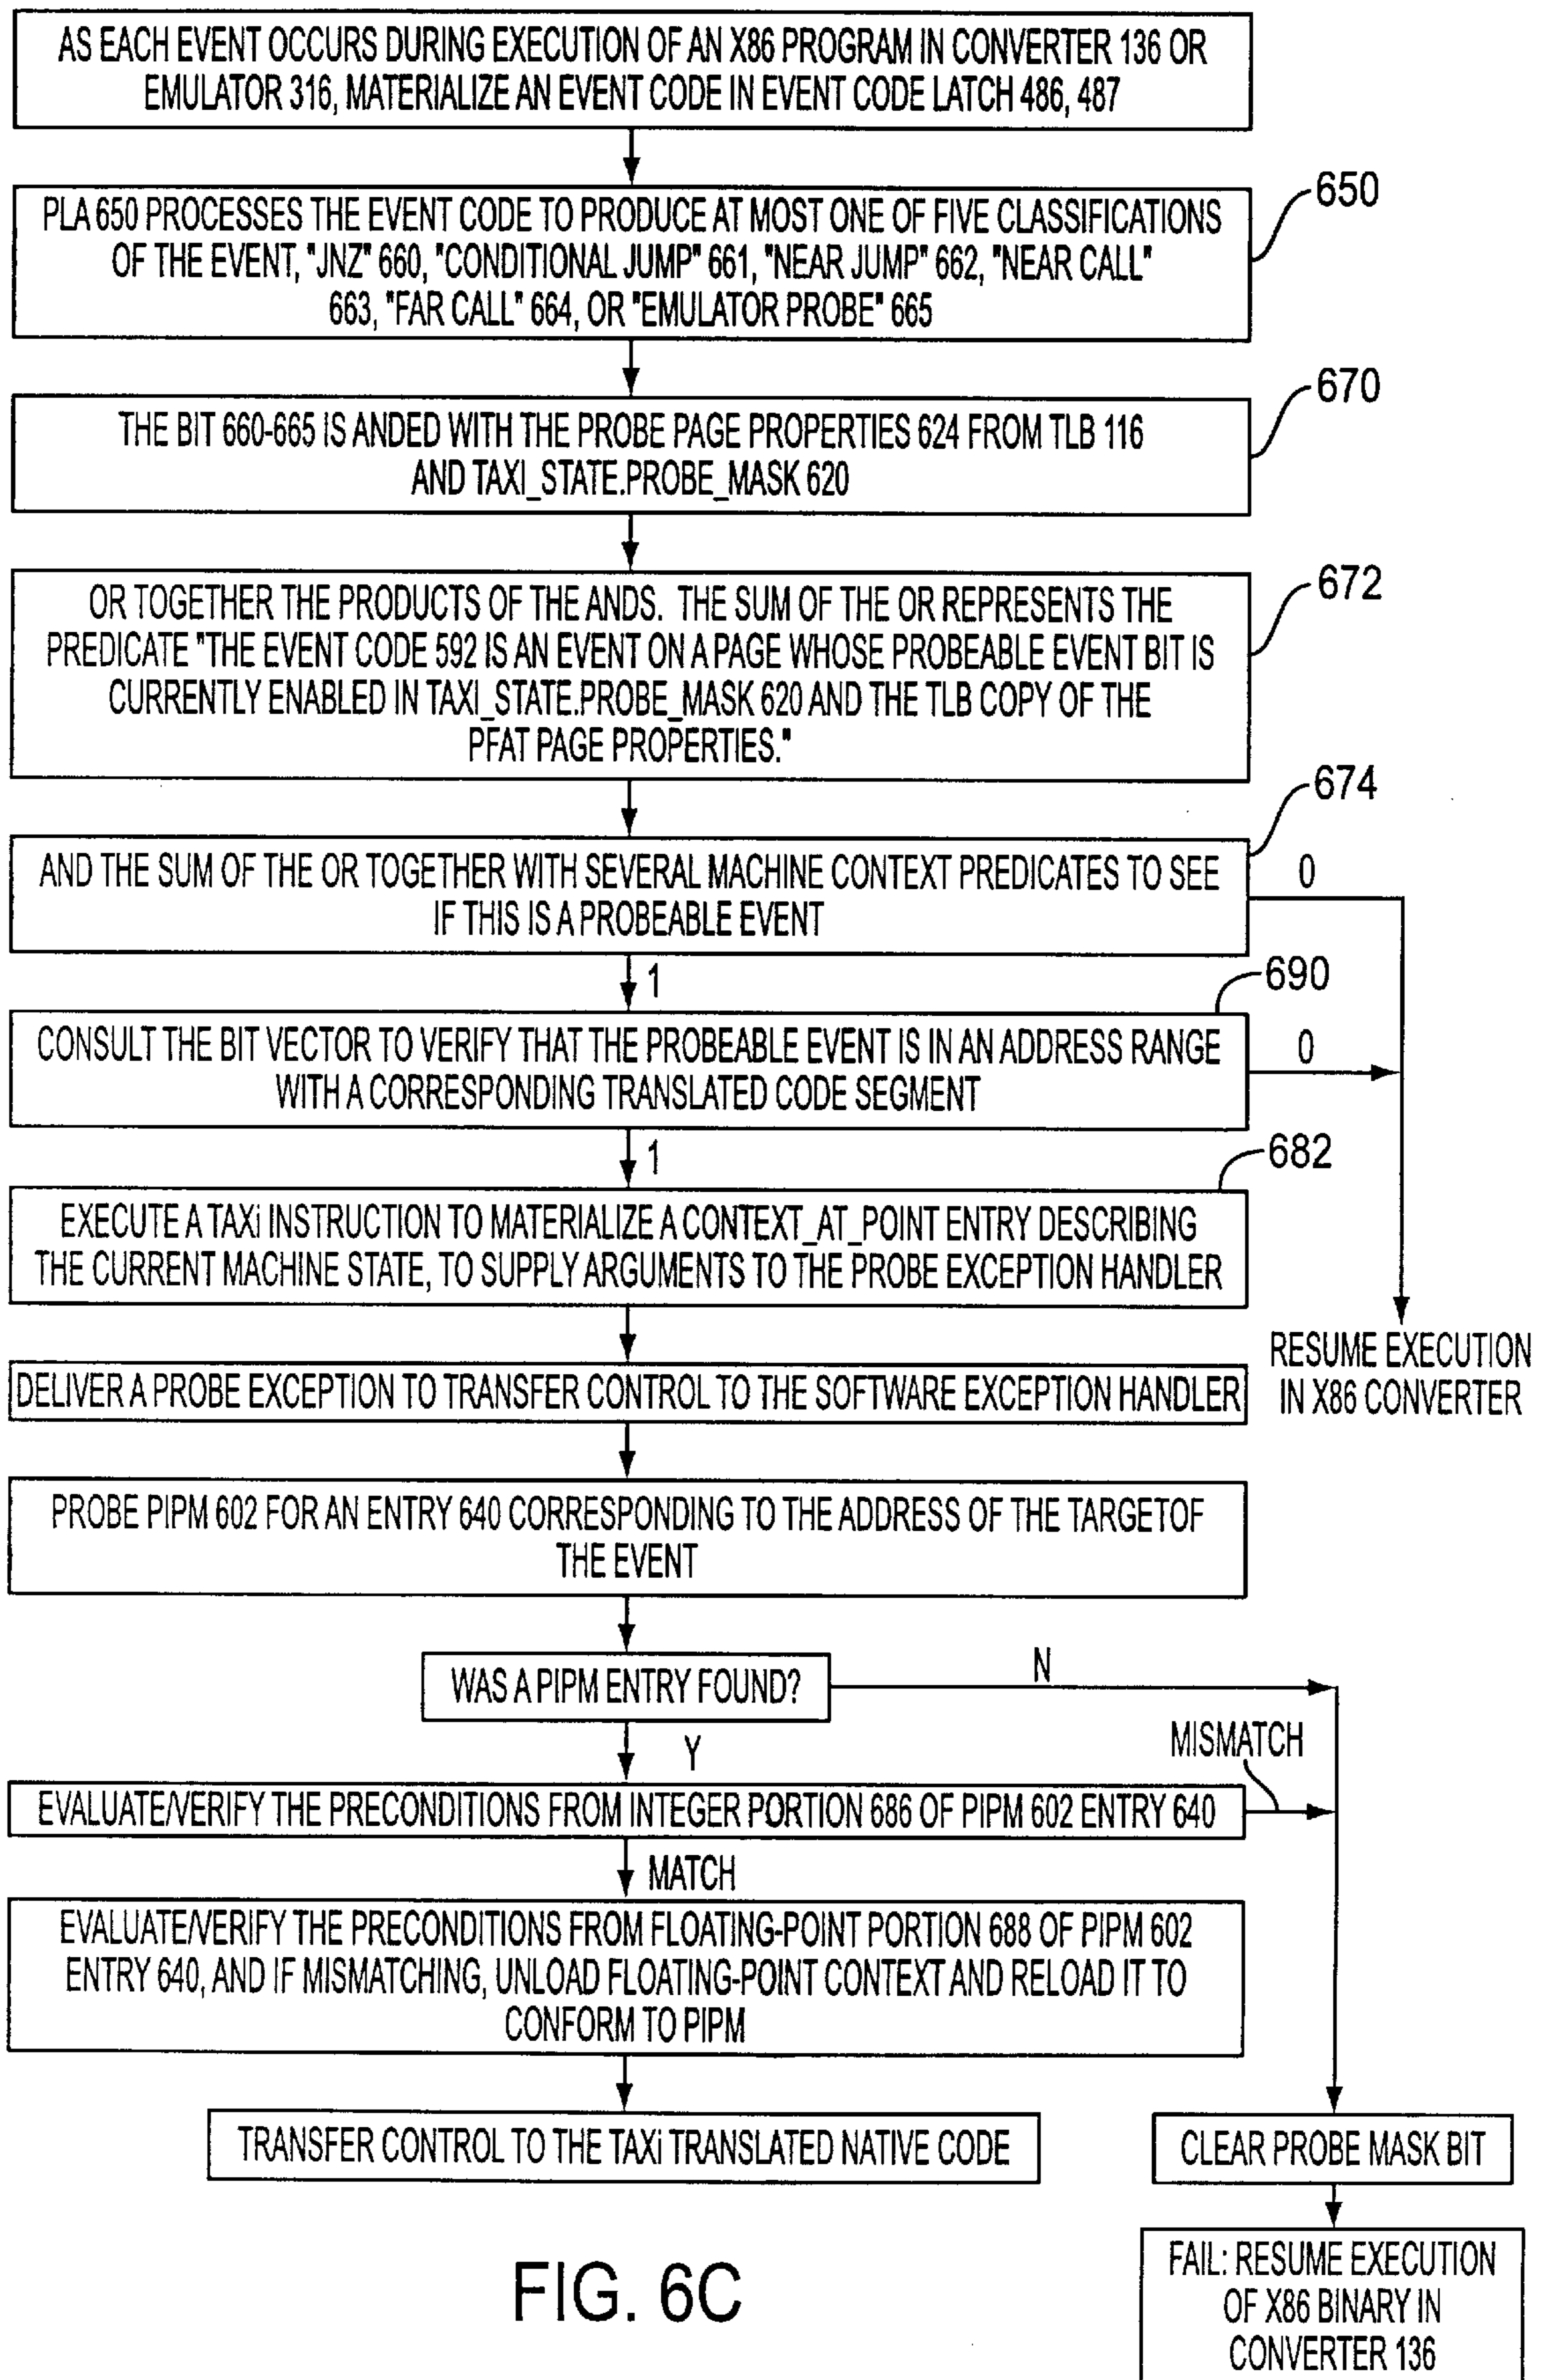 AS EACH EVENT OCCURS DURING EXECUTION OF AN X86 PROGRAM IN CONVERTER 136 OR
EMULATOR 316, MATERIALIZE AN EVENT CODE IN EVENT CODE LATCH 486, 487
650
PLA 650 PROCESSES THE EVENT CODE TO PRODUCE AT MOST ONE OF FIVE CLASSIFICATIONS
OF THE EVENT, "JNZ" 660, "CONDITIONAL JUMP" 661, "NEAR JUMP" 662, "NEAR CALL"
663, "FAR CALL" 664, OR "EMULATOR PROBE" 665
670
THE BIT 660-665 IS ANDED WITH THE PROBE PAGE PROPERTIES 624 FROM TLB 116
AND TAXI_STATE.PROBE_MASK 620
672
OR TOGETHER THE PRODUCTS OF THE ANDS. THE SUM OF THE OR REPRESENTS THE
PREDICATE "THE EVENT CODE 592 IS AN EVENT ON A PAGE WHOSE PROBEABLE EVENT BIT IS
CURRENTLY ENABLED IN TAXI_STATE.PROBE_MASK 620 AND THE TLB COPY OF THE
PFAT PAGE PROPERTIES."
674
AND THE SUM OF THE OR TOGETHER WITH SEVERAL MACHINE CONTEXT PREDICATES TO SEE
IF THIS IS A PROBEABLE EVENT
0
1
690
CONSULT THE BIT VECTOR TO VERIFY THAT THE PROBEABLE EVENT IS IN AN ADDRESS RANGE
WITH A CORRESPONDING TRANSLATED CODE SEGMENT
0
1
682
EXECUTE A TAXi INSTRUCTION TO MATERIALIZE A CONTEXT_AT_POINT ENTRY DESCRIBING
THE CURRENT MACHINE STATE, TO SUPPLY ARGUMENTS TO THE PROBE EXCEPTION HANDLER
RESUME EXECUTION
IN X86 CONVERTER
DELIVER A PROBE EXCEPTION TO TRANSFER CONTROL TO THE SOFTWARE EXCEPTION HANDLER
PROBE PIPM 602 FOR AN ENTRY 640 CORRESPONDING TO THE ADDRESS OF THE TARGETOF
THE EVENT
WAS A PIPM ENTRY FOUND?
N
Y
MISMATCH
EVALUATE/VERIFY THE PRECONDITIONS FROM INTEGER PORTION 686 OF PIPM 602 ENTRY 640
MATCH
EVALUATE/VERIFY THE PRECONDITIONS FROM FLOATING-POINT PORTION 688 OF PIPM 602
ENTRY 640, AND IF MISMATCHING, UNLOAD FLOATING-POINT CONTEXT AND RELOAD IT TO
CONFORM TO PIPM
TRANSFER CONTROL TO THE TAXi TRANSLATED NATIVE CODE
CLEAR PROBE MASK BIT
FAIL: RESUME EXECUTION
OF X86 BINARY IN
CONVERTER 136
FIG. 6C